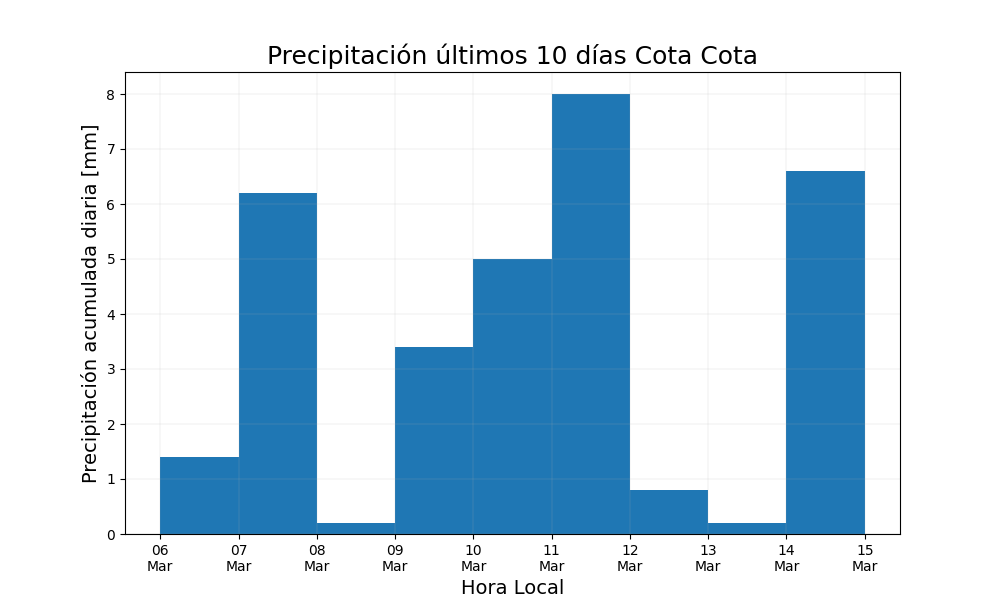 Precipitación últimos 10 días Cota Cota
Precipitación acumulada diaria [mm]
8
7
6
5
4
3
2
1
0
06 07 08 09 10 11 12 13 14 15
Mar Mar Mar Mar Mar Mar Mar Mar Mar Mar
Hora Local